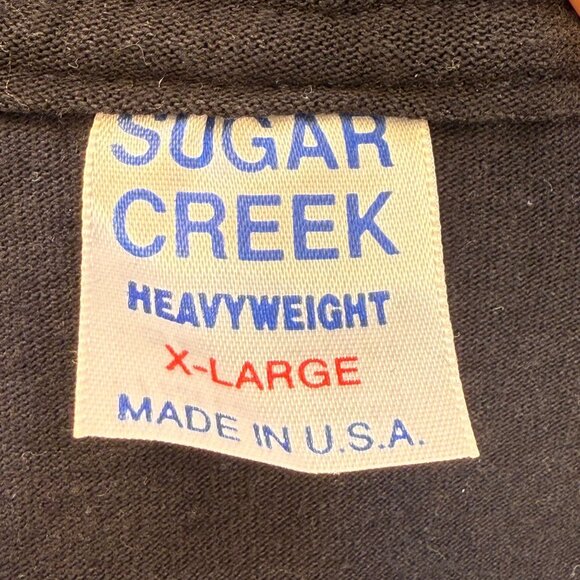 SUGAR
CREEK
HEAVYWEIGHT
X-LARGE
MADE IN U.S.A.